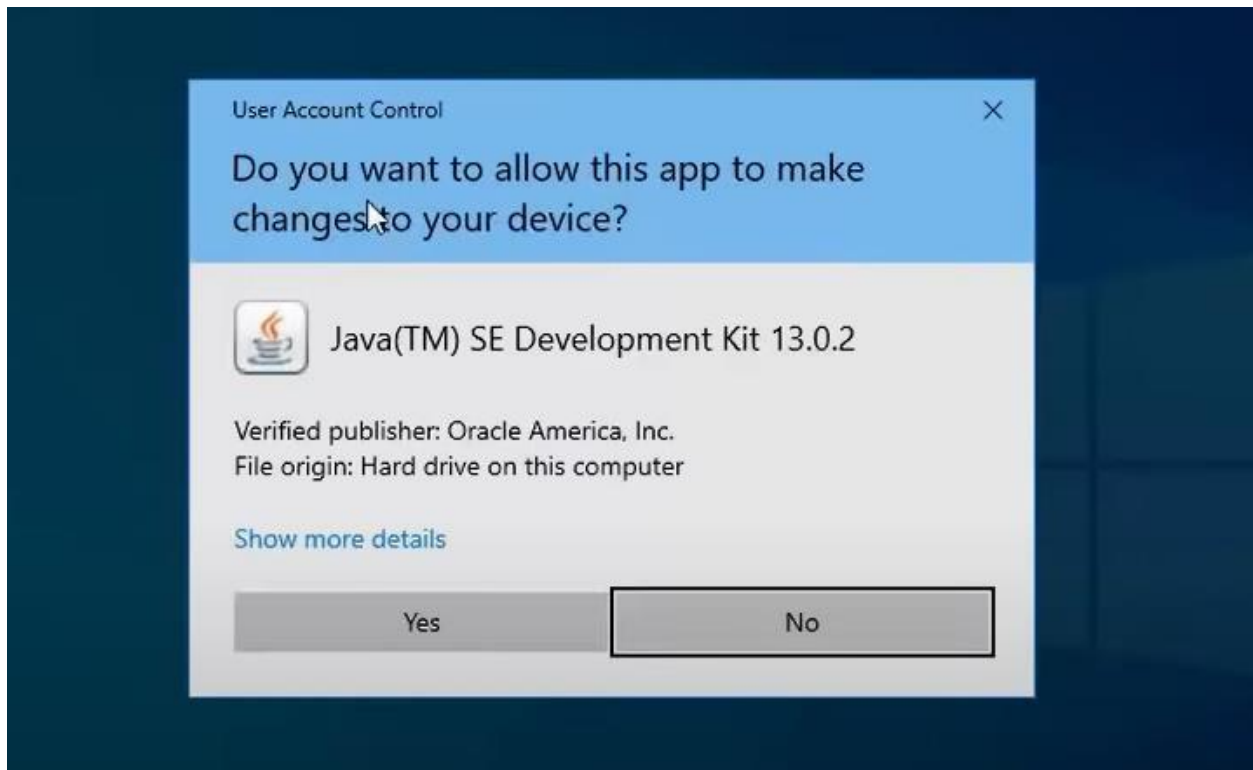 User Account Control
Do you want to allow this app to make
changes to your device?
Java(TM) SE Development Kit 13.0.2
Verified publisher: Oracle America, Inc.
File origin: Hard drive on this computer
Show more details
Yes
No